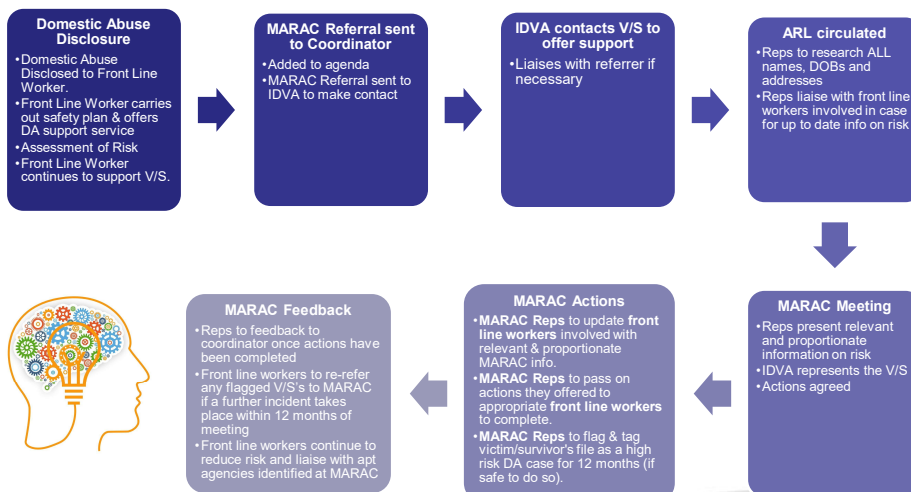 Domestic Abuse
Disclosure
•Domestic Abuse
Disclosed to Front Line
Worker.
•Front Line Worker carries
out safety plan & offers
DA support service
•Assessment of Risk
•Front Line Worker
continues to support V/S.
MARAC Referral sent
to Coordinator
•Added to agenda
•MARAC Referral sent to
IDVA to make contact
IDVA contacts V/S to
offer support
•Liaises with referrer if
necessary
ARL circulated
•Reps to research ALL
names, DOBs and
addresses
•Reps liaise with front line
workers involved in case
for up to date info on risk
MARAC Meeting
•Reps present relevant
and proportionate
information on risk
•IDVA represents the V/S
•Actions agreed
MARAC Actions
•MARAC Reps to update front
line workers involved with
relevant & proportionate
MARAC info.
•MARAC Reps to pass on
actions they offered to
appropriate front line workers
to complete.
•MARAC Reps to flag & tag
victim/survivor's file as a high
risk DA case for 12 months (if
safe to do so).
MARAC Feedback
•Reps to feedback to
coordinator once actions have
been completed
•Front line workers to re-refer
any flagged V/S's to MARAC
if a further incident takes
place within 12 months of
meeting
•Front line workers continue to
reduce risk and liaise with apt
agencies identified at MARAC